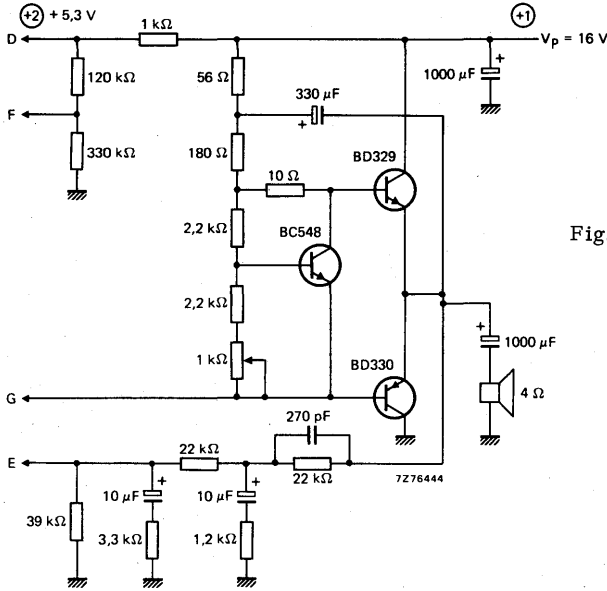 +2 + 5,3 V
+1
D
1 kΩ
VP = 16 V
120 kΩ
56 Ω
330 µF
+
1000 µF
+
F
330 kΩ
180 Ω
10 Ω
BD329
2,2 kΩ
BC548
Fig
2,2 kΩ
+
1000 µF
1 kΩ
BD330
4 Ω
G
270 pF
E
22 kΩ
22 kΩ
7Z76444
39 kΩ
10 µF
+
10 µF
+
3,3 kΩ
1,2 kΩ